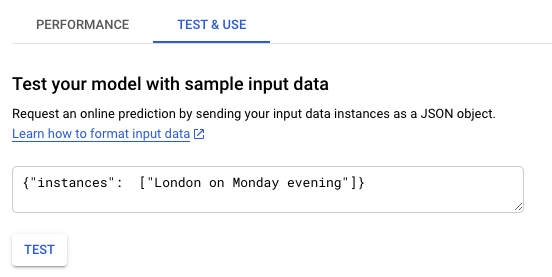 PERFORMANCE TEST & USE
Test your model with sample input data
Request an online prediction by sending your input data instances as a JSON object.
Learn how to format input data
{"instances":  ["London on Monday evening"]}
TEST